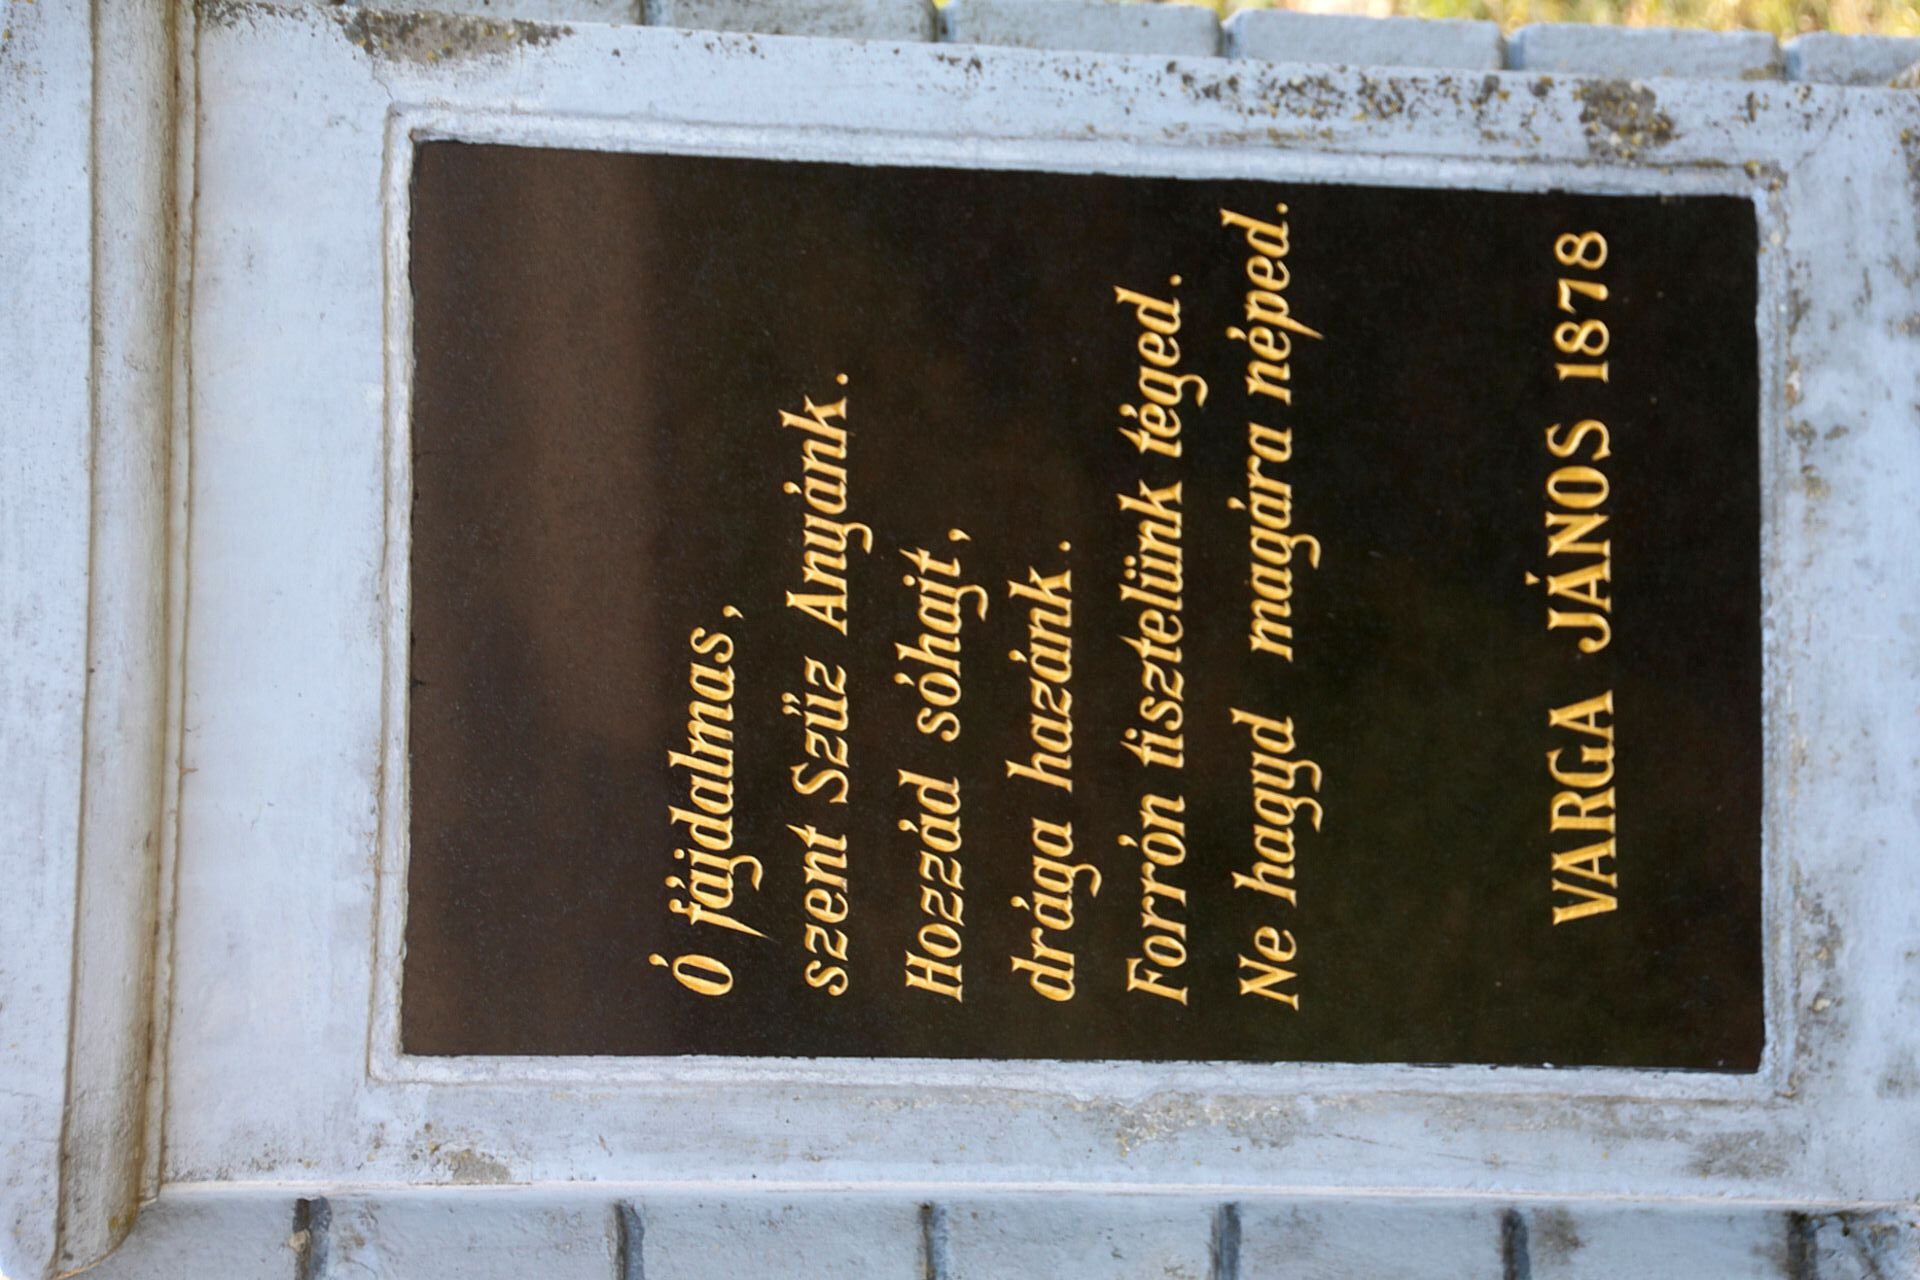 Ó fájdalmas,
szent Szűz Anyánk.
Hozzád sóhajt,
drága hazánk.
Forrón tisztelünk téged.
Ne hagyd magára néped.
VARGA JÁNOS 1878